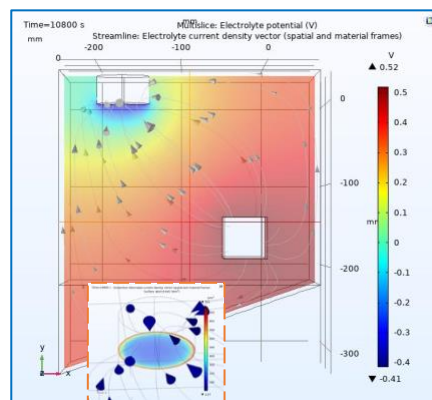 Time=10800 s
Multislice: Electrolyte potential (V)
mm
Streamline: Electrolyte current density vector (spatial and material frames)
mm
0
-200
-100
0
V
▲ 0.52
0
-100
mm
-200
-300
0.5
0.4
0.3
0.2
0.1
0
-0.1
-0.2
-0.3
-0.4
▼ -0.41
y
z
x